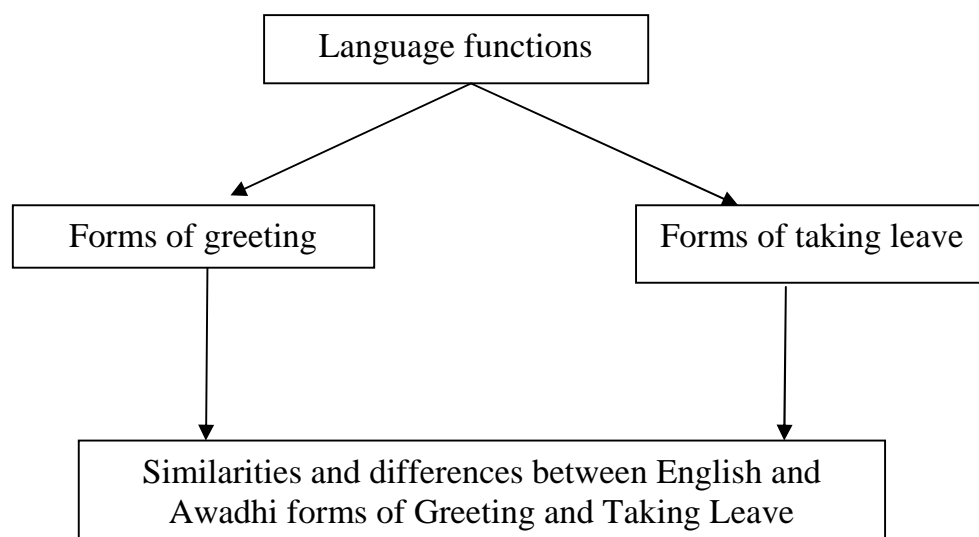 Language functions
Forms of greeting
Forms of taking leave
Similarities and differences between English and
Awadhi forms of Greeting and Taking Leave